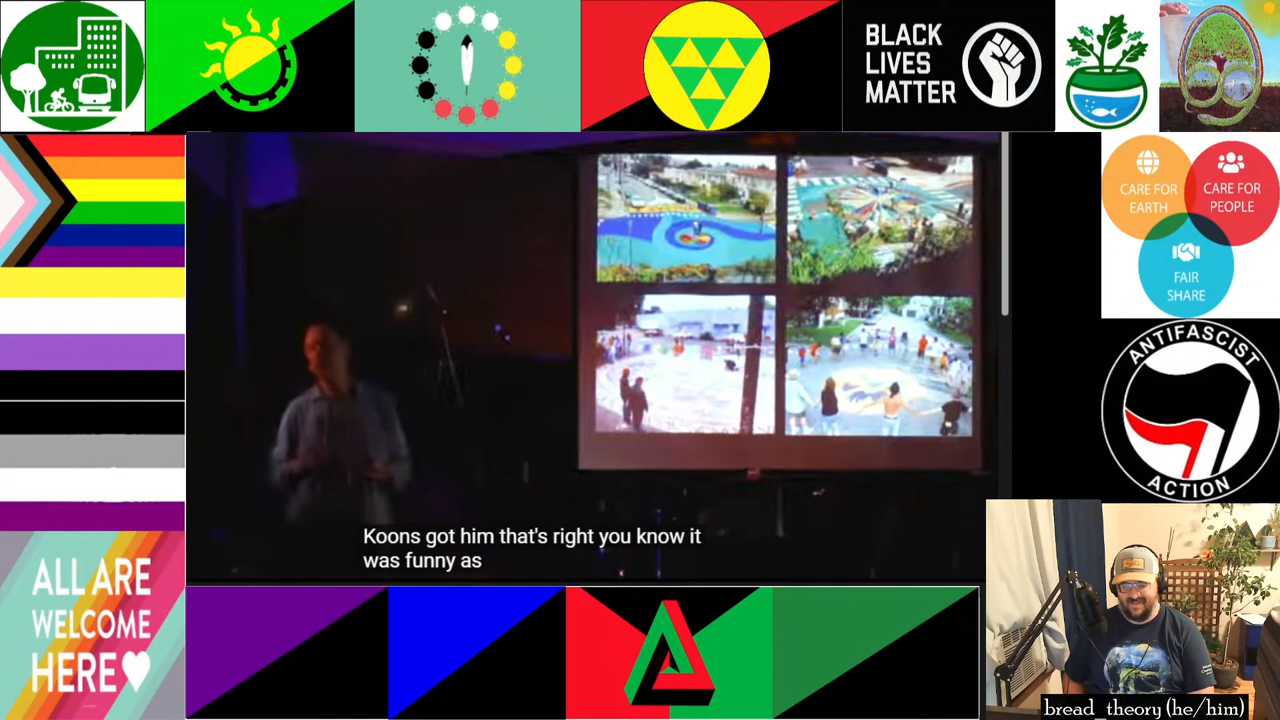 BLACK
LIVES
MATTER
CARE FOR
EARTH
CARE FOR
PEOPLE
FAIR
SHARE
ANTIFASCIST
ACTION
Koons got him that's right you know it
was funny as
ALL ARE
WELCOME
HERE
bread_theory (he/him)